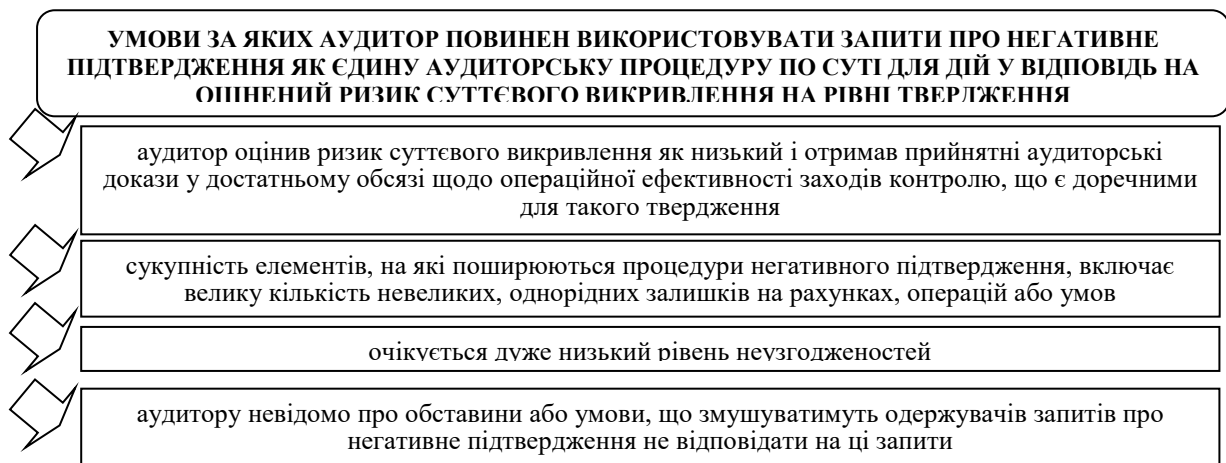 УМОВИ ЗА ЯКИХ АУДИТОР ПОВИНЕН ВИКОРИСТОВУВАТИ ЗАПИТИ ПРО НЕГАТИВНЕ
ПІДТВЕРДЖЕННЯ ЯК ЄДИНУ АУДИТОРСЬКУ ПРОЦЕДУРУ ПО СУТІ ДЛЯ ДІЙ У ВІДПОВІДЬ НА
ОЦІНЕНИЙ РИЗИК СУТТЄВОГО ВИКРИВЛЕННЯ НА РІВНІ ТВЕРДЖЕННЯ
аудитор оцінив ризик суттєвого викривлення як низький і отримав прийнятні аудиторські
докази у достатньому обсязі щодо операційної ефективності заходів контролю, що є доречними
для такого твердження
сукупність елементів, на які поширюються процедури негативного підтвердження, включає
велику кількість невеликих, однорідних залишків на рахунках, операцій або умов
очікується дуже низький рівень неузгодженостей
аудитору невідомо про обставини або умови, що змушуватимуть одержувачів запитів про
негативне підтвердження не відповідати на ці запити